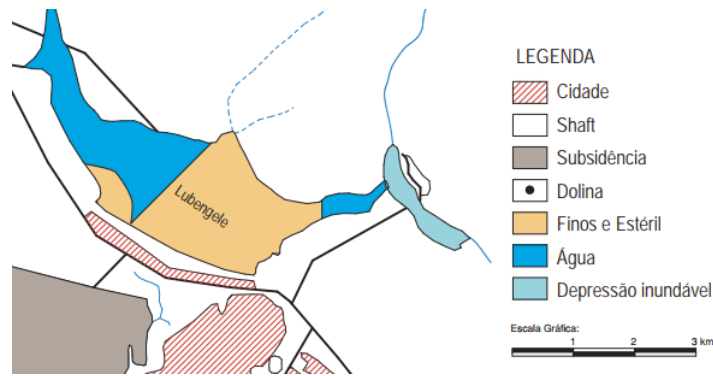 Lubengele
LEGENDA
Cidade
Shaft
Subsidência
Dolina
Finos e Estéril
Água
Depressão inundável
Escala Gráfica:
1 2 3 km